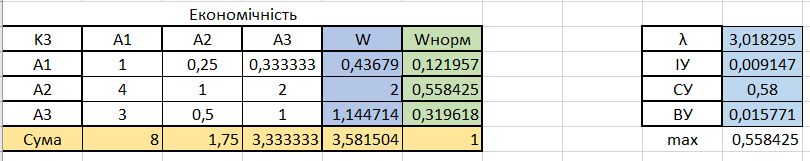 Економічність
К3 А1 А2 А3 W Wнорм
А1 1 0,25 0,333333 0,43679 0,121957
А2 4 1 2 2 0,558425
А3 3 0,5 1 1,144714 0,319618
Сума 8 1,75 3,333333 3,581504 1
λ 3,018295
ІУ 0,009147
СУ 0,58
ВУ 0,015771
max 0,558425